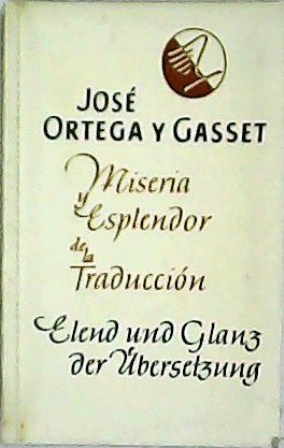 JOSÉ
ORTEGA Y GASSET
Miseria
y Esplendor
de la
Traducción
Elend und Glanz
der Übersetzung